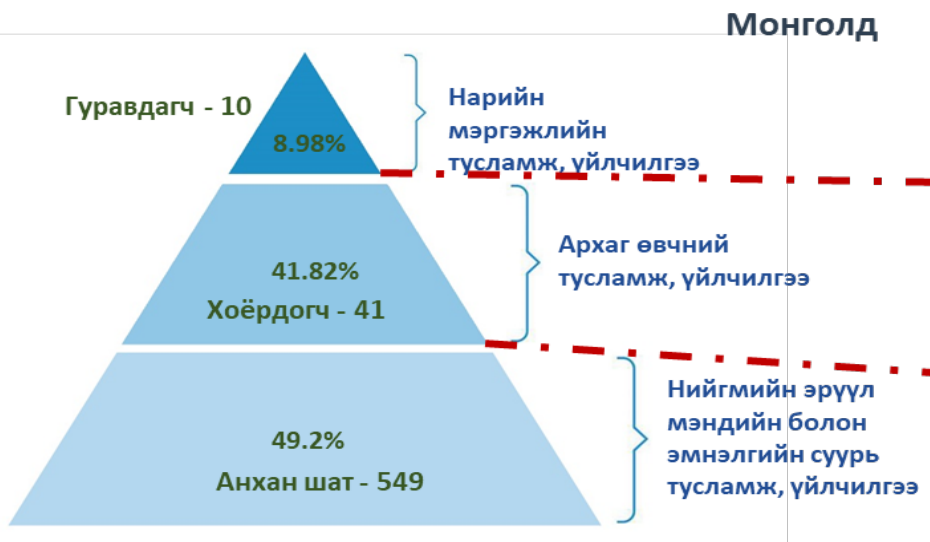 Монголд
Гуравдагч - 10
8.98%
Нарийн
мэргэжлийн
тусламж, үйлчилгээ
41.82%
Хоёрдогч - 41
Архаг өвчний
тусламж, үйлчилгээ
49.2%
Анхан шат - 549
Нийгмийн эрүүл
мэндийн болон
эмнэлгийн суурь
тусламж, үйлчилгээ